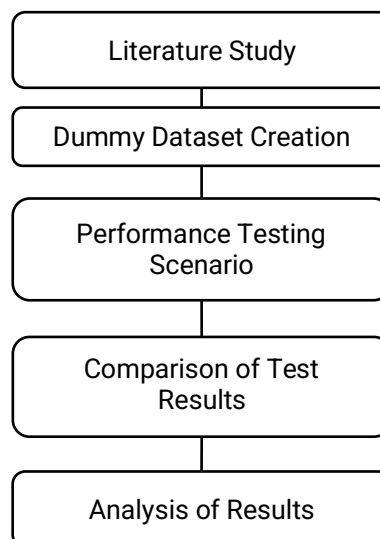 Literature Study
Dummy Dataset Creation
Performance Testing
Scenario
Comparison of Test
Results
Analysis of Results